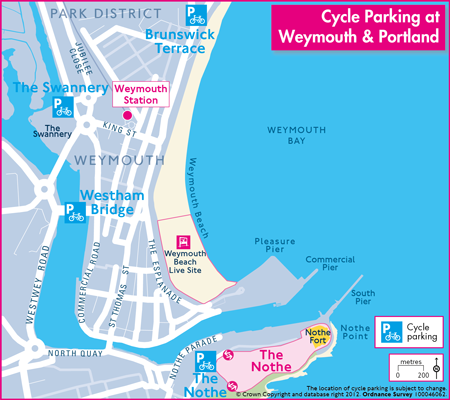 Cycle Parking at
Weymouth & Portland
PARK DISTRICT
P
Brunswick
Terrace
JUBILEE
CLOSE
The Swannery
P
Weymouth
Station
The
Swannery
KING ST
WEYMOUTH
WEYMOUTH
BAY
Weymouth Beach
Westham
Bridge
P
Weymouth
Beach
Live Site
THE ESPLANADE
COMMERCIAL ROAD
ST THOMAS ST
WESTWEY ROAD
Pleasure
Pier
Commercial
Pier
South
Pier
Nothe
Point
Nothe
Fort
NORTH QUAY
NOTHE PARADE
The
Nothe
P
The
Nothe
P
Cycle
parking
metres
0 200
The location of cycle parking is subject to change.
© Crown Copyright and database right 2012. Ordnance Survey 100046062.